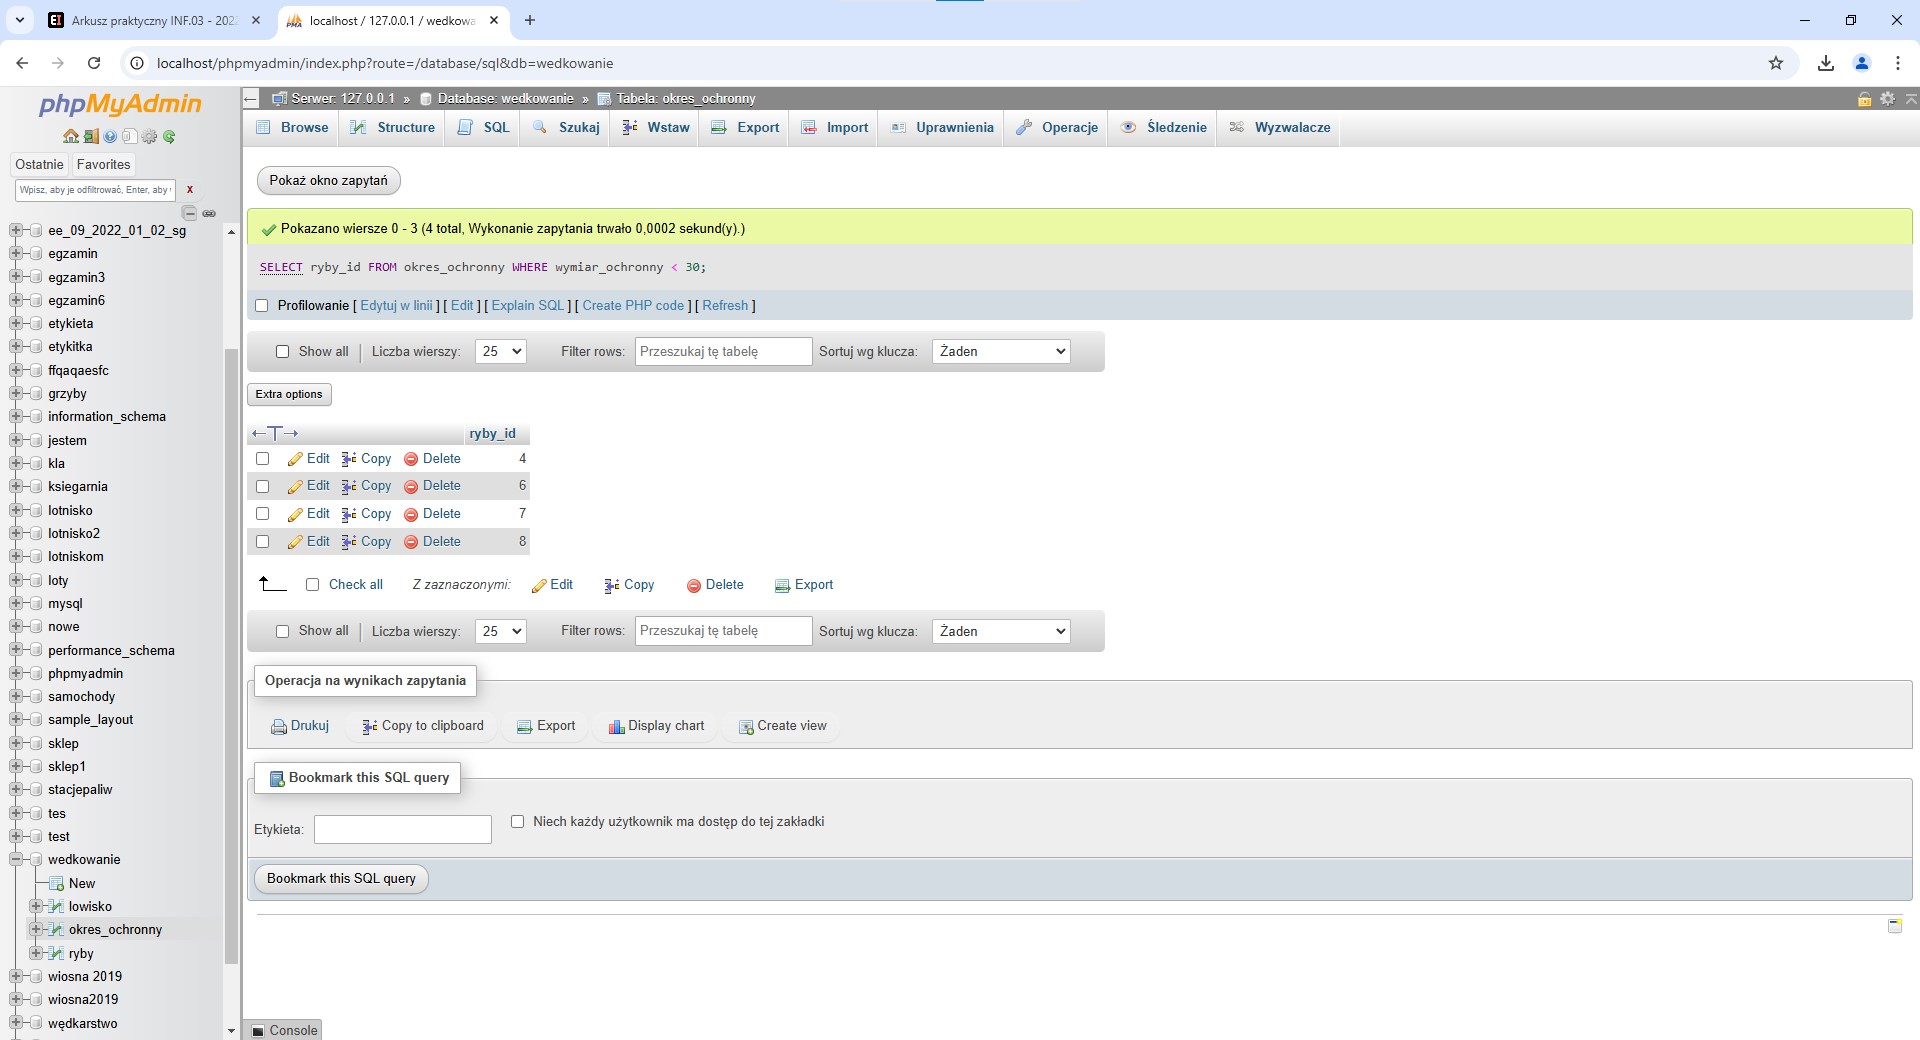 Arkusz praktyczny INF.03 - 2022
localhost / 127.0.0.1 / wedkowa
localhost/phpmyadmin/index.php?route=/database/sql&db=wedkowanie
phpMyAdmin
Ostatnie Favorites
Wpisz, aby je odfiltrować, Enter, aby X
ee_09_2022_01_02_sg
egzamin
egzamin3
egzamin6
etykieta
etykitka
ffqaqaesfc
grzyby
information_schema
jestem
kla
ksiegarnia
lotnisko
lotnisko2
lotniskom
loty
mysql
nowe
performance_schema
phpmyadmin
samochody
sample_layout
sklep
sklep1
stacjepaliw
tes
test
wedkowanie
New
lowisko
okres_ochronny
ryby
wiosna 2019
wiosna2019
wędkarstwo
Serwer: 127.0.0.1 » Database: wedkowanie » Tabela: okres_ochronny
Browse Structure SQL Szukaj Wstaw Export Import Uprawnienia Operacje Śledzenie Wyzwalacze
Pokaż okno zapytań
Pokazano wiersze 0 - 3 (4 total, Wykonanie zapytania trwało 0,0002 sekund(y).)
SELECT ryby_id FROM okres_ochronny WHERE wymiar_ochronny < 30;
Profilowanie [ Edytuj w linii ] [ Edit ] [ Explain SQL ] [ Create PHP code ] [ Refresh ]
Show all | Liczba wierszy: 25 Filter rows: Przeszukaj tę tabelę Sortuj wg klucza: Żaden
Extra options
←T→ ryby_id
Edit Copy Delete 4
Edit Copy Delete 6
Edit Copy Delete 7
Edit Copy Delete 8
Check all Z zaznaczonymi: Edit Copy Delete Export
Show all | Liczba wierszy: 25 Filter rows: Przeszukaj tę tabelę Sortuj wg klucza: Żaden
Operacja na wynikach zapytania
Drukuj Copy to clipboard Export Display chart Create view
Bookmark this SQL query
Etykieta: Niech każdy użytkownik ma dostęp do tej zakładki
Bookmark this SQL query
Console